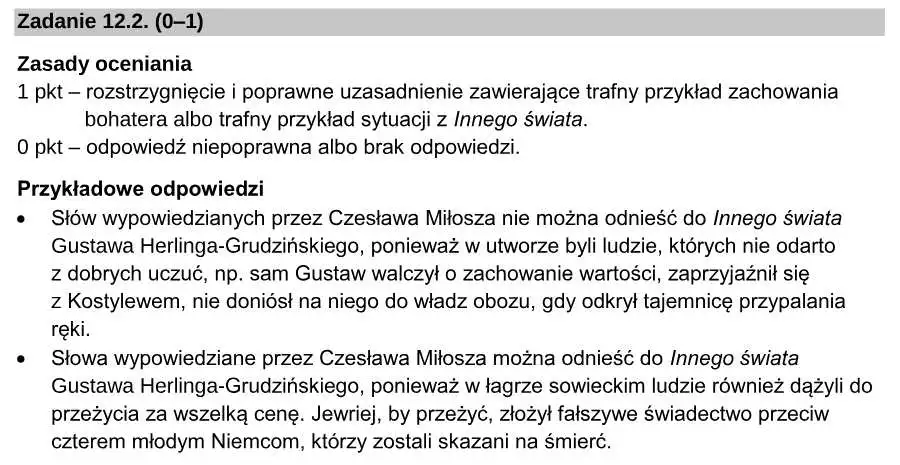 Zadanie 12.2. (0–1)
Zasady oceniania
1 pkt – rozstrzygnięcie i poprawne uzasadnienie zawierające trafny przykład zachowania
bohatera albo trafny przykład sytuacji z Innego świata.
0 pkt – odpowiedź niepoprawna albo brak odpowiedzi.
Przykładowe odpowiedzi
• Słów wypowiedzianych przez Czesława Miłosza nie można odnieść do Innego świata
Gustawa Herlinga-Grudzińskiego, ponieważ w utworze byli ludzie, których nie odarto
z dobrych uczuć, np. sam Gustaw walczył o zachowanie wartości, zaprzyjaźnił się
z Kostylewem, nie doniósł na niego do władz obozu, gdy odkrył tajemnicę przypalania
ręki.
• Słowa wypowiedziane przez Czesława Miłosza można odnieść do Innego świata
Gustawa Herlinga-Grudzińskiego, ponieważ w łagrze sowieckim ludzie również dążyli do
przeżycia za wszelką cenę. Jewriej, by przeżyć, złożył fałszywe świadectwo przeciw
czterem młodym Niemcom, którzy zostali skazani na śmierć.